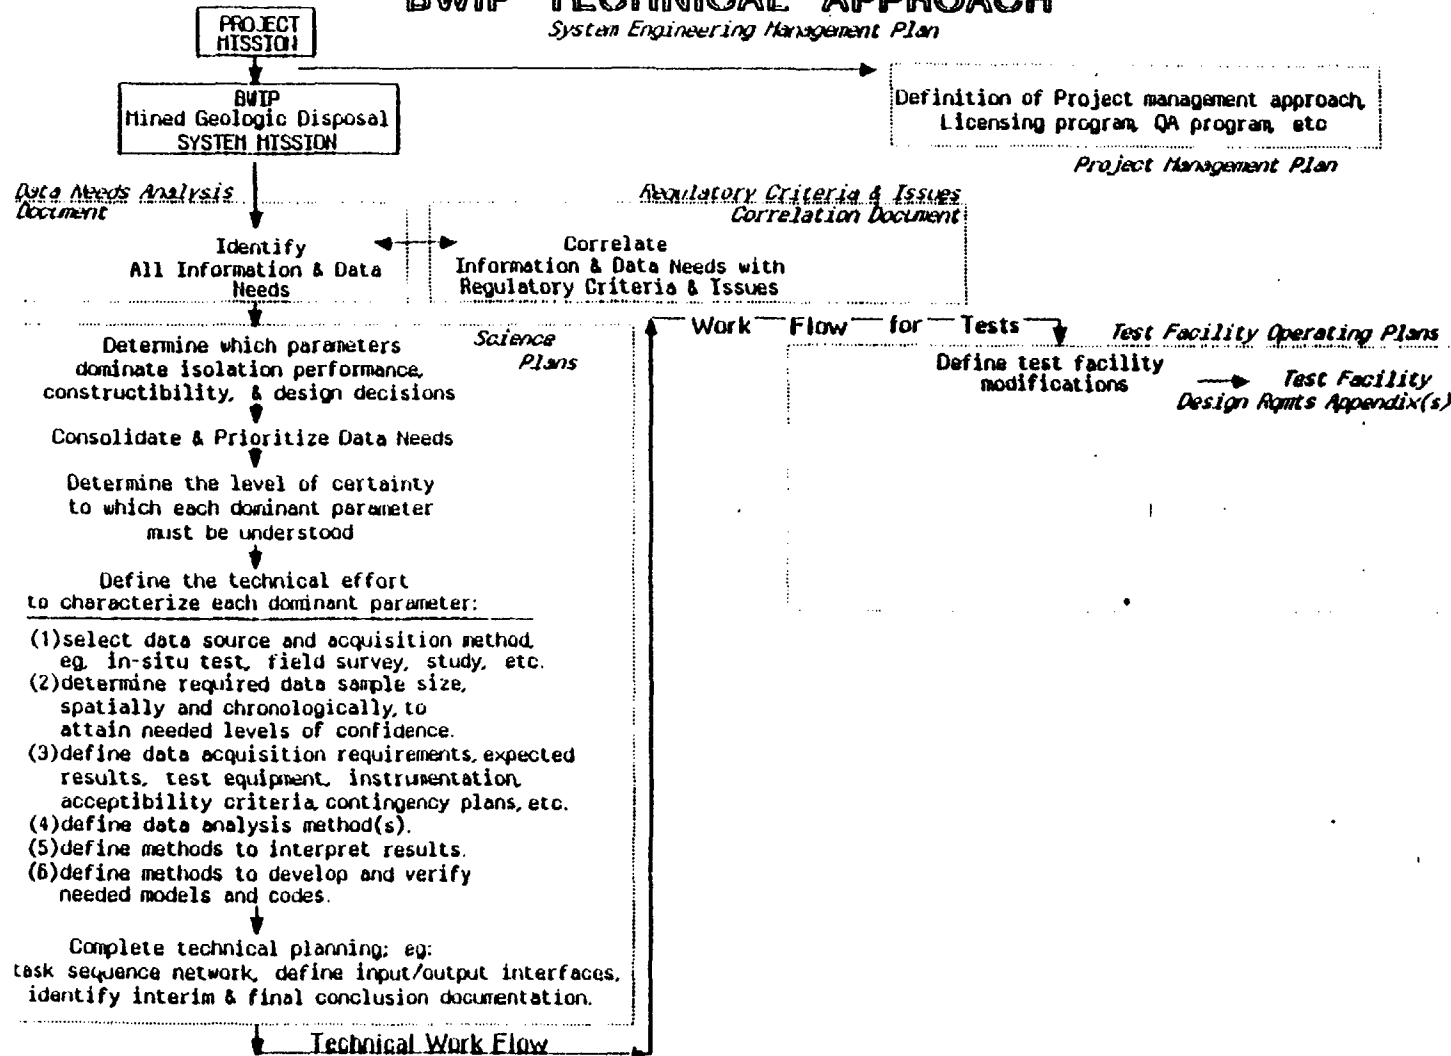 BWIP TECHNICAL APPROACH
System Engineering Management Plan
PROJECT
MISSION
BWIP
Mined Geologic Disposal
SYSTEM MISSION
Definition of Project management approach,
Licensing program, QA program, etc
Project Management Plan
Data Needs Analysis
Document
Identify
All Information & Data
Needs
Regulatory Criteria & Issues
Correlation Document
Correlate
Information & Data Needs with
Regulatory Criteria & Issues
Science
Plans
Determine which parameters
dominate isolation performance,
constructibility, & design decisions
Consolidate & Prioritize Data Needs
Determine the level of certainty
to which each dominant parameter
must be understood
Define the technical effort
to characterize each dominant parameter:
(1)select data source and acquisition method,
eg, in-situ test, field survey, study, etc.
(2)determine required data sample size,
spatially and chronologically, to
attain needed levels of confidence.
(3)define data acquisition requirements, expected
results, test equipment, instrumentation,
acceptibility criteria, contingency plans, etc.
(4)define data analysis method(s).
(5)define methods to interpret results.
(6)define methods to develop and verify
needed models and codes.
Complete technical planning; eg:
task sequence network, define input/output interfaces,
identify interim & final conclusion documentation.
Technical Work Flow
Work Flow for Tests
Test Facility Operating Plans
Define test facility
modifications
Test Facility
Design Rqmts Appendix(s)